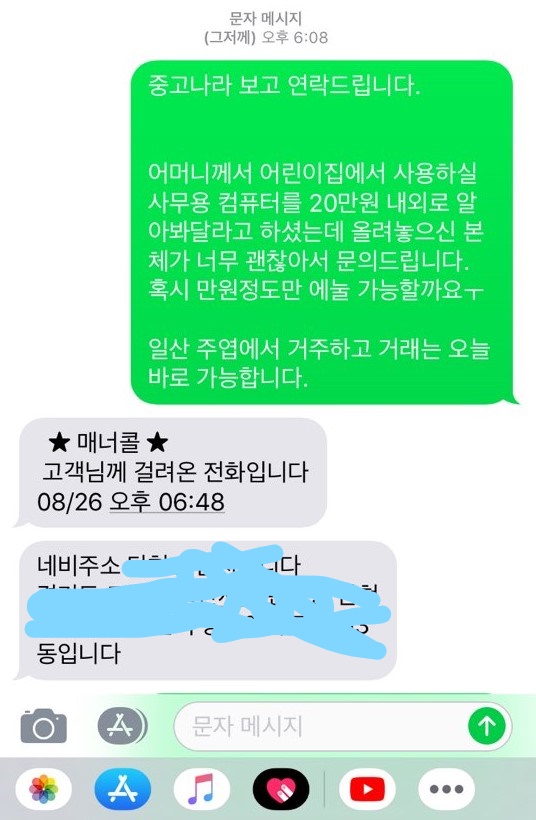 문자 메시지
(그저께) 오후 6:08
중고나라 보고 연락드립니다.
어머니께서 어린이집에서 사용하실
사무용 컴퓨터를 20만원 내외로 알
아봐달라고 하셨는데 올려놓으신 본
체가 너무 괜찮아서 문의드립니다.
혹시 만원정도만 에눌 가능할까요ㅜ
일산 주엽에서 거주하고 거래는 오늘
바로 가능합니다.
★ 매너콜 ★
고객님께 걸려온 전화입니다
08/26 오후 06:48
네비주소
동입니다
문자 메시지